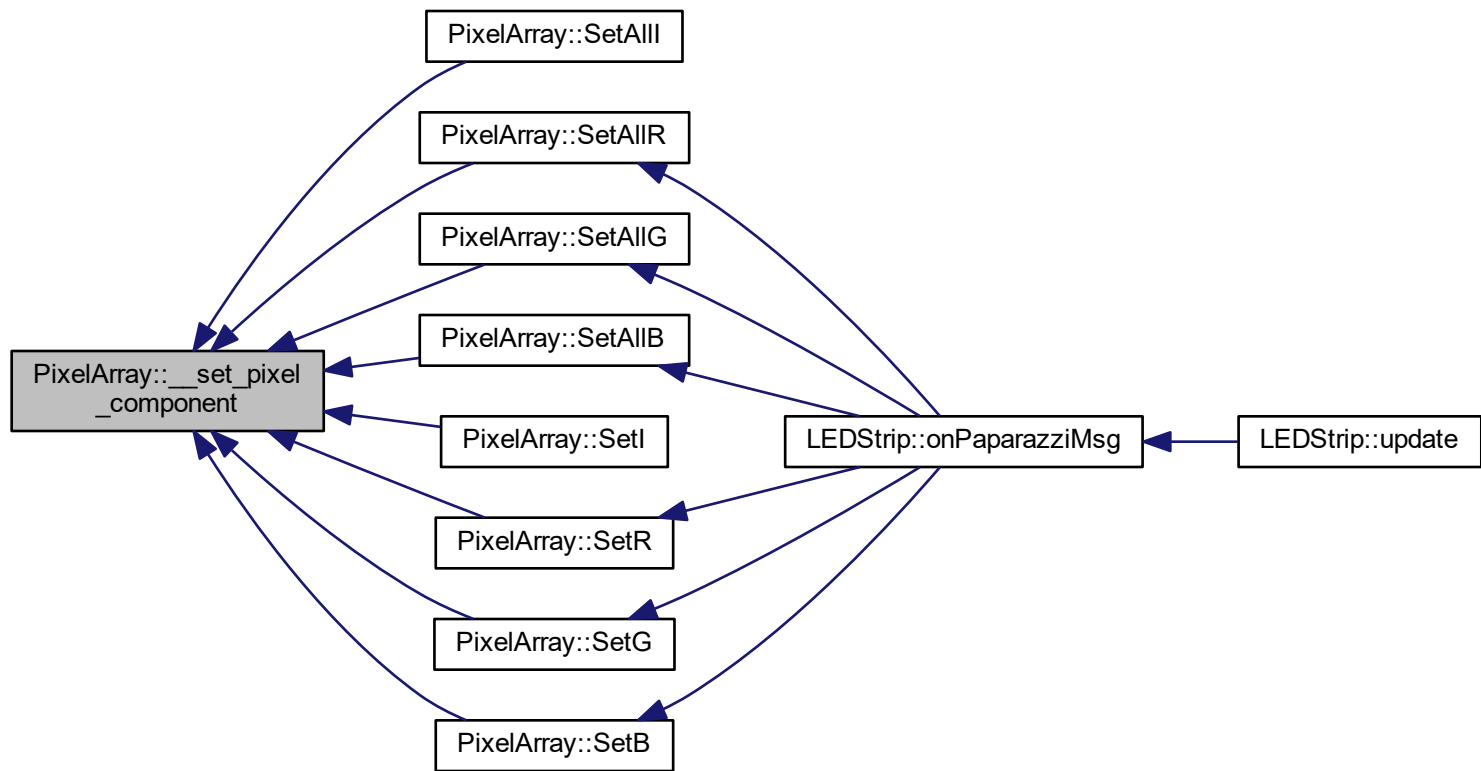 PixelArray::SetAllI
PixelArray::SetAllR
PixelArray::SetAllG
PixelArray::SetAllB
PixelArray::__set_pixel
_component
PixelArray::SetI
LEDStrip::onPaparazziMsg
LEDStrip::update
PixelArray::SetR
PixelArray::SetG
PixelArray::SetB